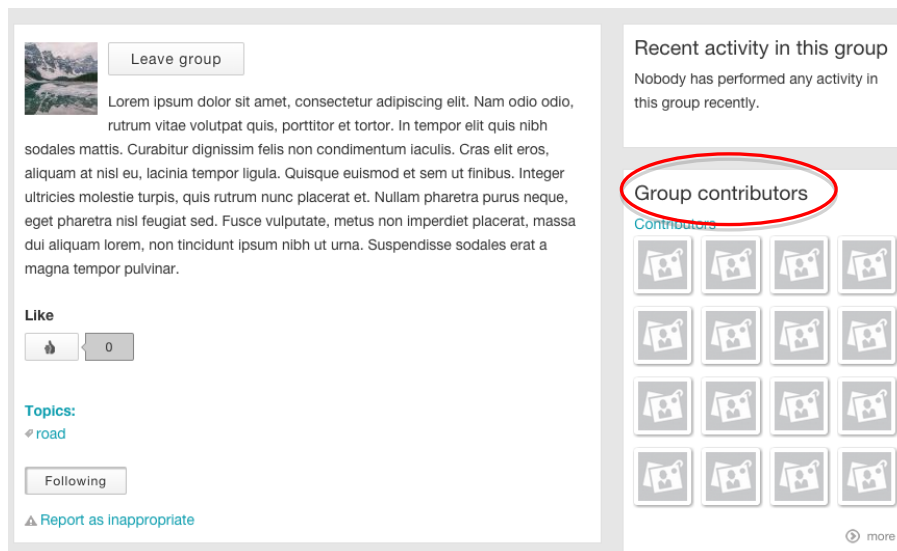 Leave group
Lorem ipsum dolor sit amet, consectetur adipiscing elit. Nam odio odio,
rutrum vitae volutpat quis, porttitor et tortor. In tempor elit quis nibh
sodales mattis. Curabitur dignissim felis non condimentum iaculis. Cras elit eros,
aliquam at nisl eu, lacinia tempor ligula. Quisque euismod et sem ut finibus. Integer
ultricies molestie turpis, quis rutrum nunc placerat et. Nullam pharetra purus neque,
eget pharetra nisl feugiat sed. Fusce vulputate, metus non imperdiet placerat, massa
dui aliquam lorem, non tincidunt ipsum nibh ut urna. Suspendisse sodales erat a
magna tempor pulvinar.
Like
0
Topics:
road
Following
Report as inappropriate
Recent activity in this group
Nobody has performed any activity in
this group recently.
Group contributors
Contributors
more